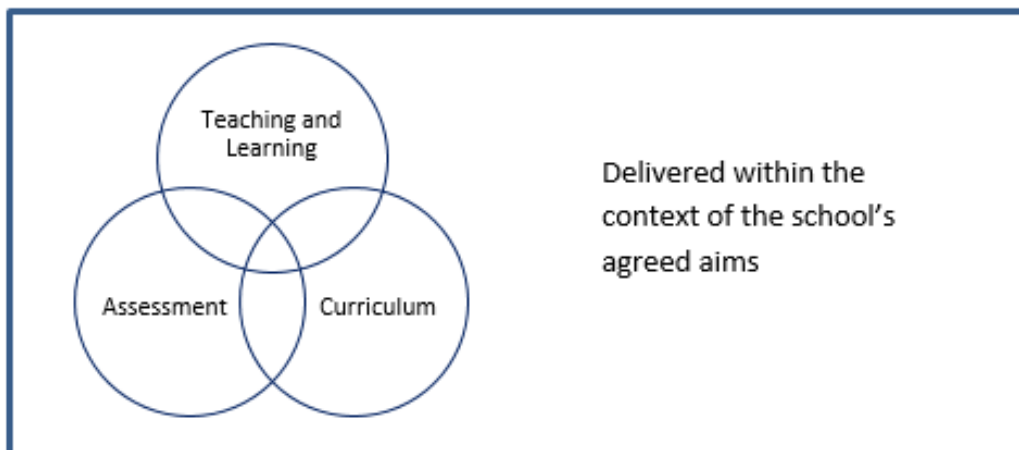 Teaching and
Learning
Assessment
Curriculum
Delivered within the
context of the school’s
agreed aims